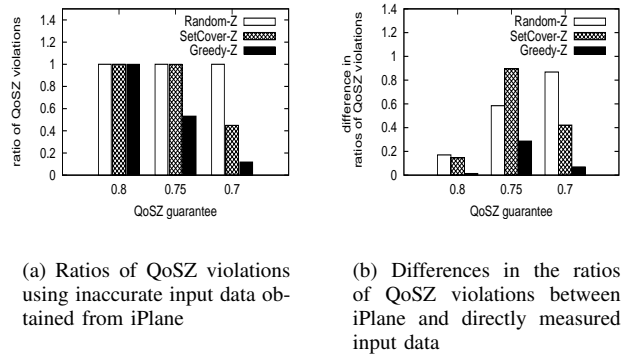 ratio of QoSZ violations
1.4
1.2
1
0.8
0.6
0.4
0.2
0
Random-Z
SetCover-Z
Greedy-Z
0.8 0.75 0.7
QoSZ guarantee
difference in
ratios of QoSZ violations
1.4
1.2
1
0.8
0.6
0.4
0.2
0
Random-Z
SetCover-Z
Greedy-Z
0.8 0.75 0.7
QoSZ guarantee
(a) Ratios of QoSZ violations
using inaccurate input data ob-
tained from iPlane
(b) Differences in the ratios
of QoSZ violations between
iPlane and directly measured
input data